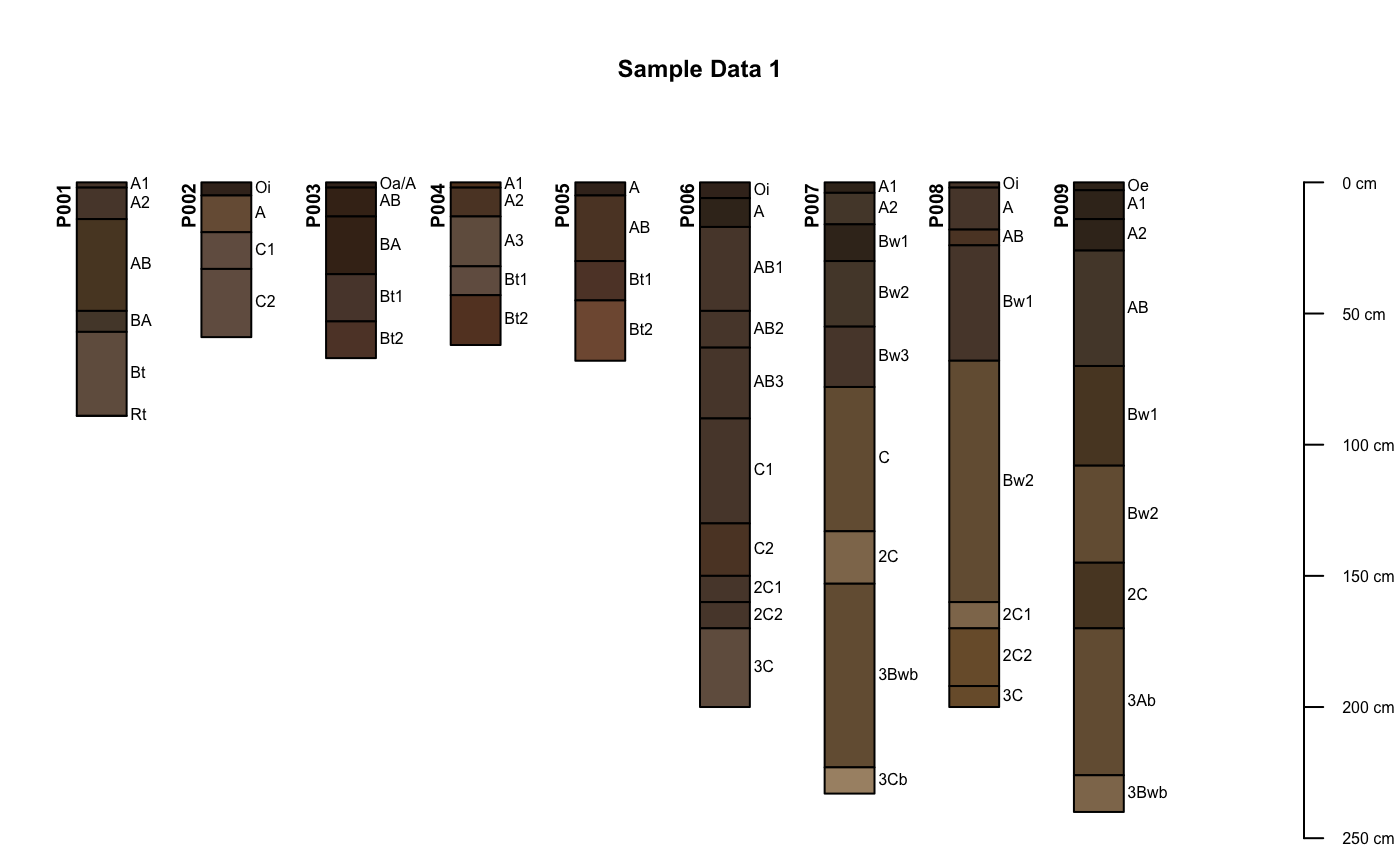 Sample Data 1
P001
A1
A2
AB
BA
Bt
Rt
P002
Oi
A
C1
C2
P003
Oa/A
AB
BA
Bt1
Bt2
P004
A1
A2
A3
Bt1
Bt2
P005
A
AB
Bt1
Bt2
P006
Oi
A
AB1
AB2
AB3
C1
C2
2C1
2C2
3C
P007
A1
A2
Bw1
Bw2
Bw3
C
2C
3Bwb
3Cb
P008
Oi
A
AB
Bw1
Bw2
2C1
2C2
3C
P009
Oe
A1
A2
AB
Bw1
Bw2
2C
3Ab
3Bwb
0 cm
50 cm
100 cm
150 cm
200 cm
250 cm